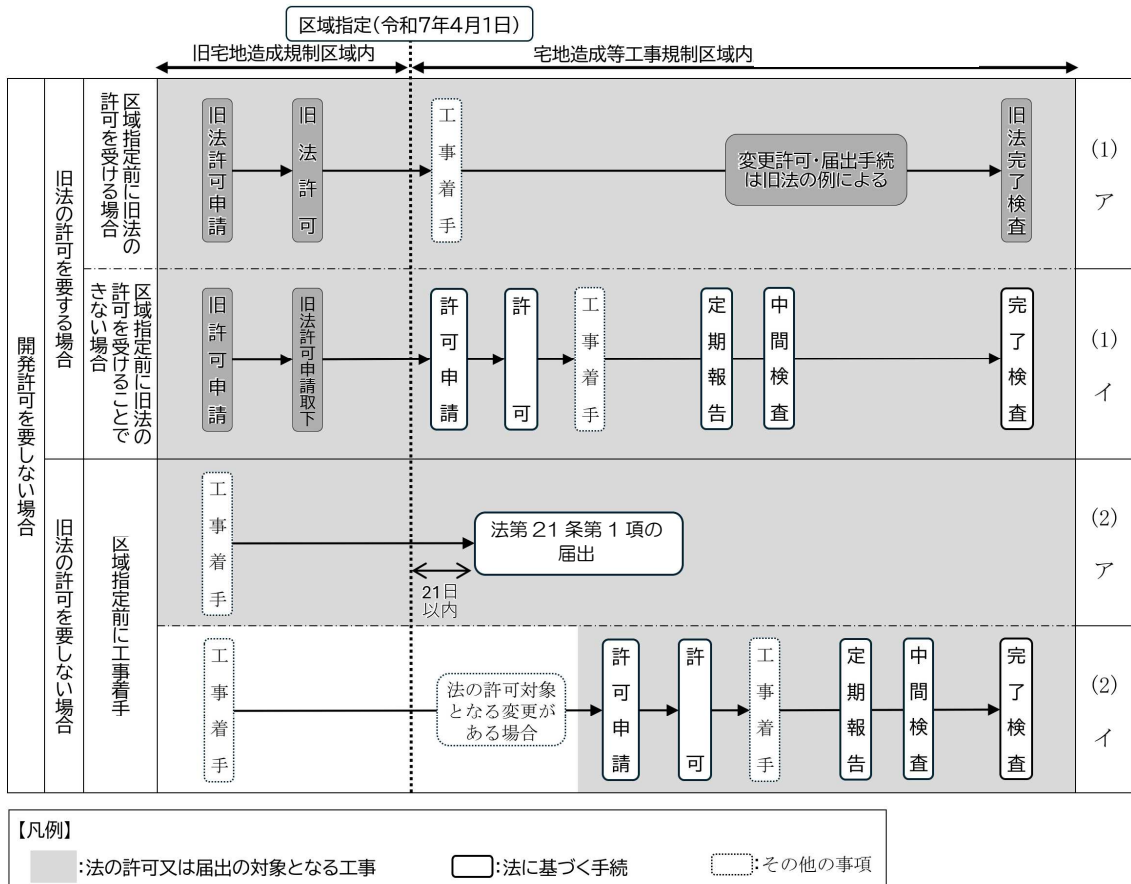 区域指定(令和7年4月1日)
旧宅地造成規制区域内
宅地造成等工事規制区域内
開発許可を要しない場合
旧法の許可を要する場合
区域指定前に旧法の
許可を受ける場合
旧法許可申請
旧法許可
工事着手
変更許可・届出手続
は旧法の例による
旧法完了検査
(1)
ア
区域指定前に旧法の
許可を受けることで
きない場合
旧許可申請
旧法許可申請取下
許可申請
許可
工事着手
定期報告
中間検査
完了検査
(1)
イ
旧法の許可を要しない場合
区域指定前に工事着手
工事着手
法第21条第1項の
届出
21日
以内
(2)
ア
工事着手
法の許可対象
となる変更が
ある場合
許可申請
許可
工事着手
定期報告
中間検査
完了検査
(2)
イ
【凡例】
:法の許可又は届出の対象となる工事
:法に基づく手続
:その他の事項